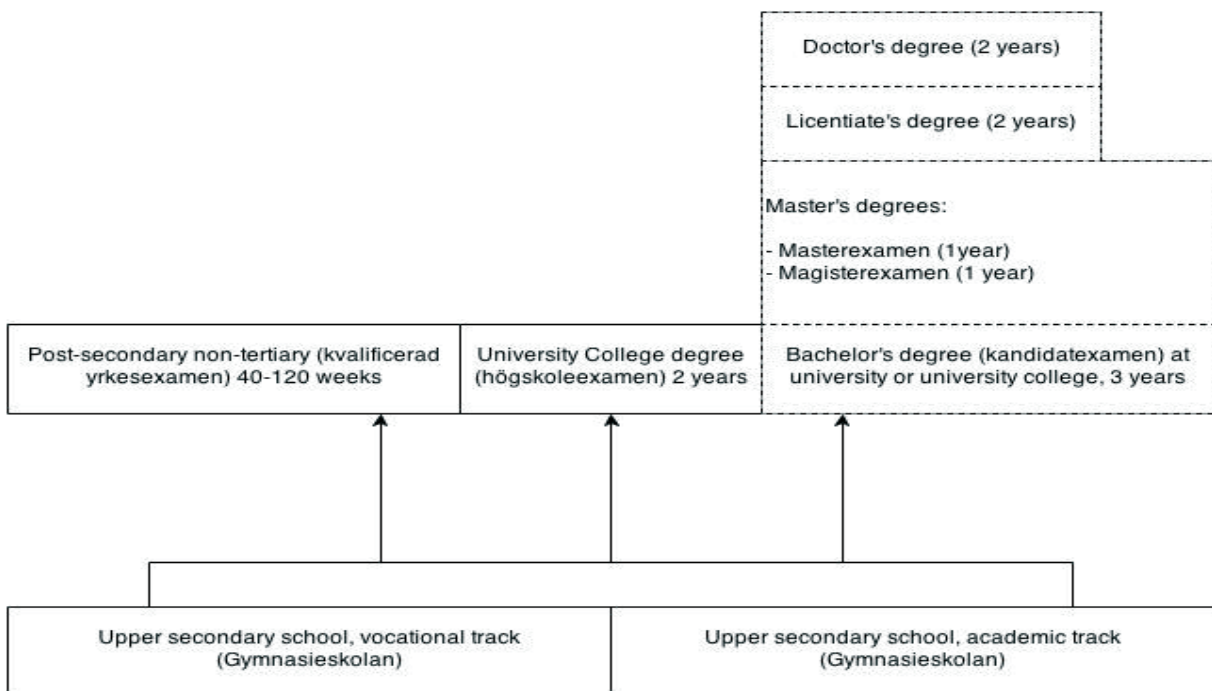 Doctor's degree (2 years)
Licentiate's degree (2 years)
Master's degrees:
- Masterexamen (1year)
- Magisterexamen (1 year)
Post-secondary non-tertiary (kvalificerad
yrkesexamen) 40-120 weeks
University College degree
(högskoleexamen) 2 years
Bachelor's degree (kandidatexamen) at
university or university college, 3 years
Upper secondary school, vocational track
(Gymnasieskolan)
Upper secondary school, academic track
(Gymnasieskolan)